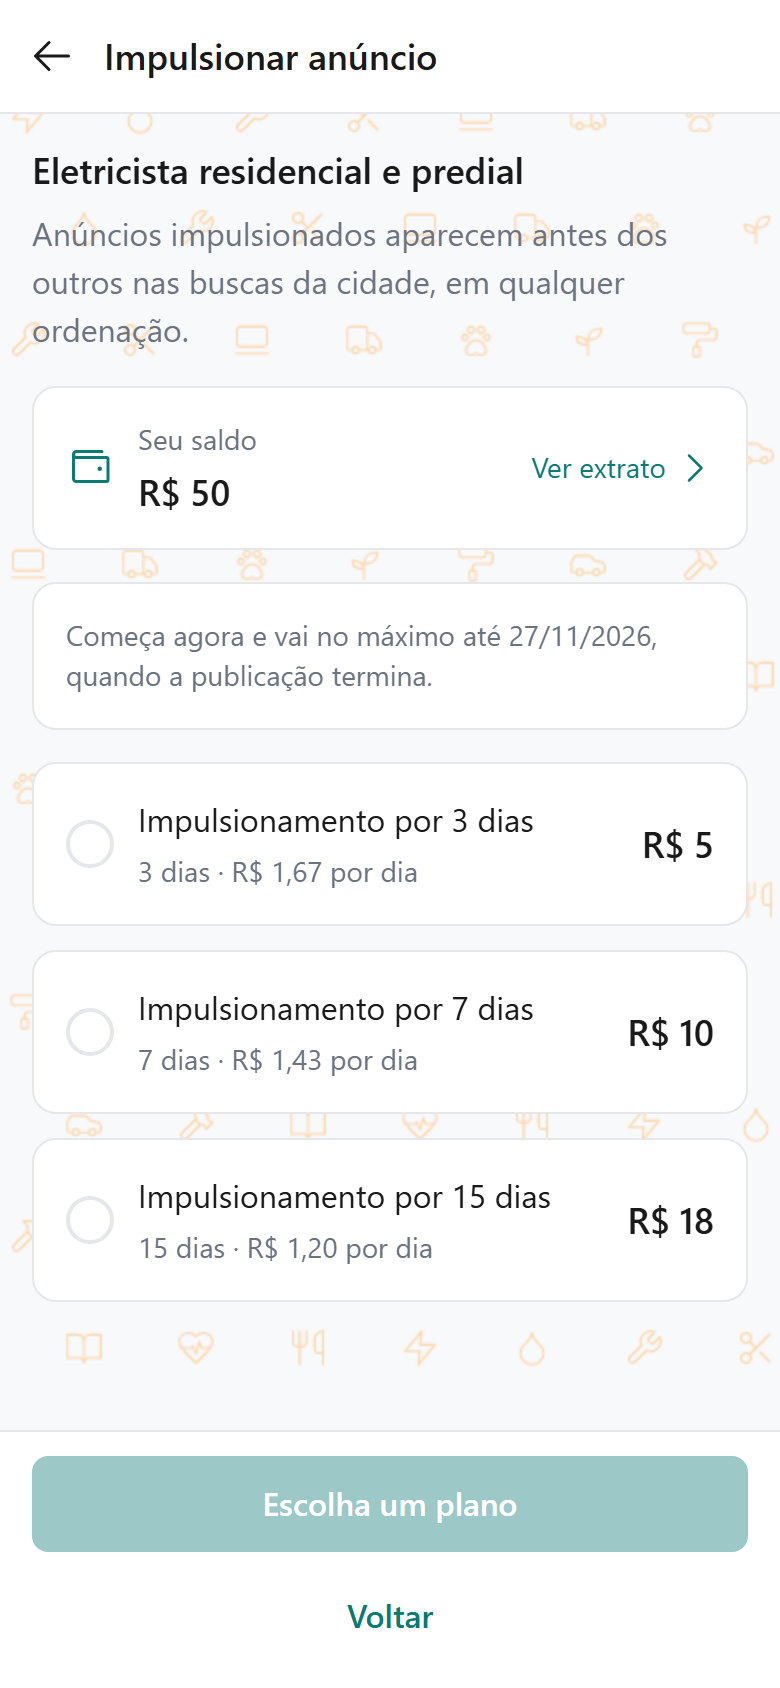 Impulsionar anúncio
Eletricista residencial e predial
Anúncios impulsionados aparecem antes dos
outros nas buscas da cidade, em qualquer
ordenação.
Seu saldo
R$ 50
Ver extrato
Começa agora e vai no máximo até 27/11/2026,
quando a publicação termina.
Impulsionamento por 3 dias
3 dias · R$ 1,67 por dia
R$ 5
Impulsionamento por 7 dias
7 dias · R$ 1,43 por dia
R$ 10
Impulsionamento por 15 dias
15 dias · R$ 1,20 por dia
R$ 18
Escolha um plano
Voltar